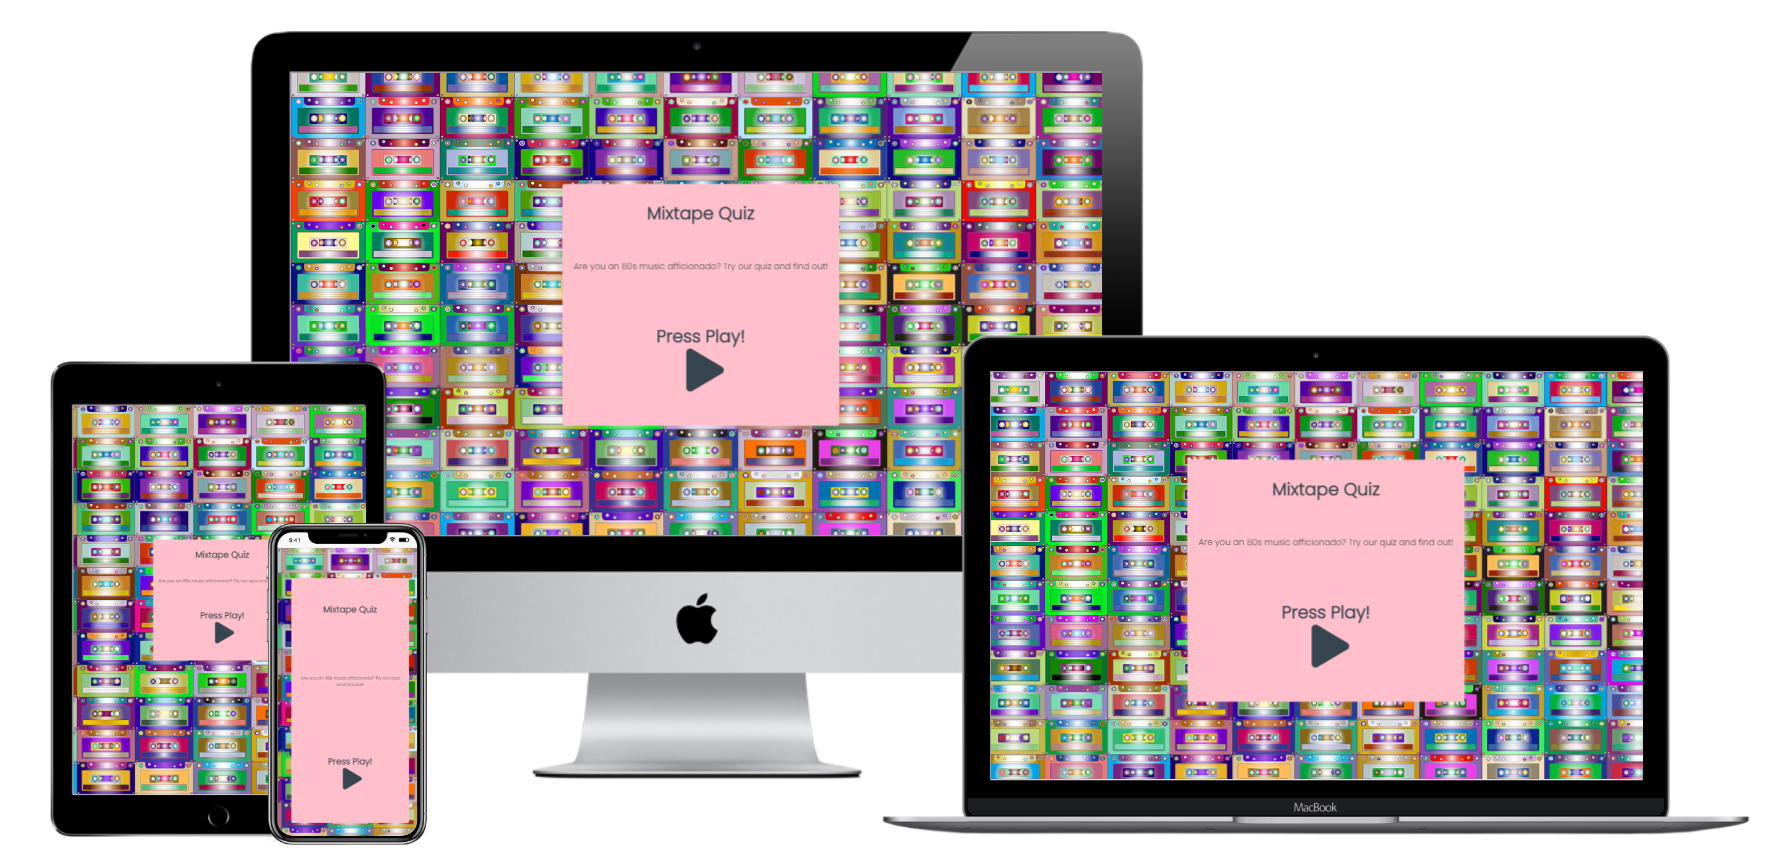 Mixtape Quiz
Are you an 80s music afficionado? Try our quiz and find out!
Press Play!
Mixtape Quiz
Are you an 80s music afficionado? Try our quiz and
Press Play!
9:41
Mixtape Quiz
Are you an 80s music afficionado? Try our quiz
and find out!
Press Play!
Mixtape Quiz
Are you an 80s music afficionado? Try our quiz and find out!
Press Play!
MacBook